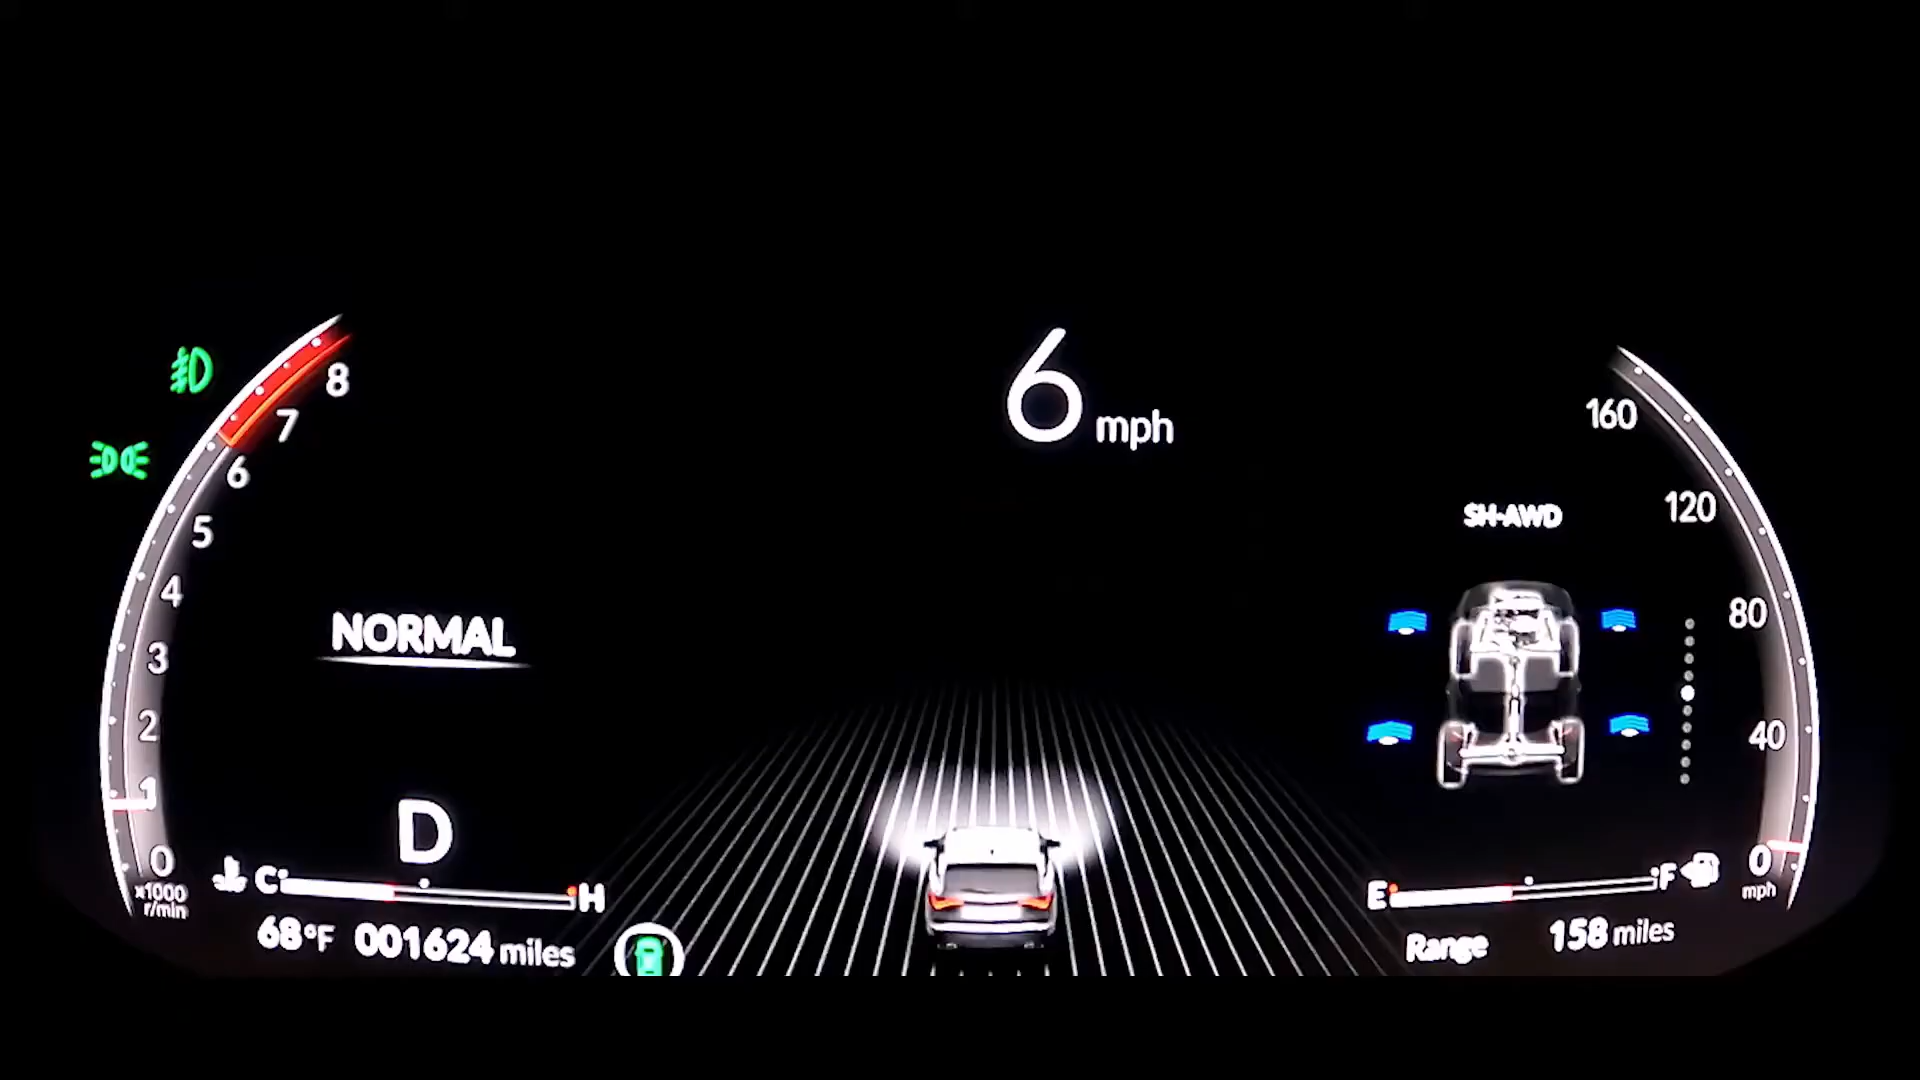 6 mph
8
7
6
5
4
3
2
1
0
x1000
r/min
NORMAL
D
C H
68°F 001624 miles
SH-AWD
160
120
80
40
0
mph
E F
Range 158 miles